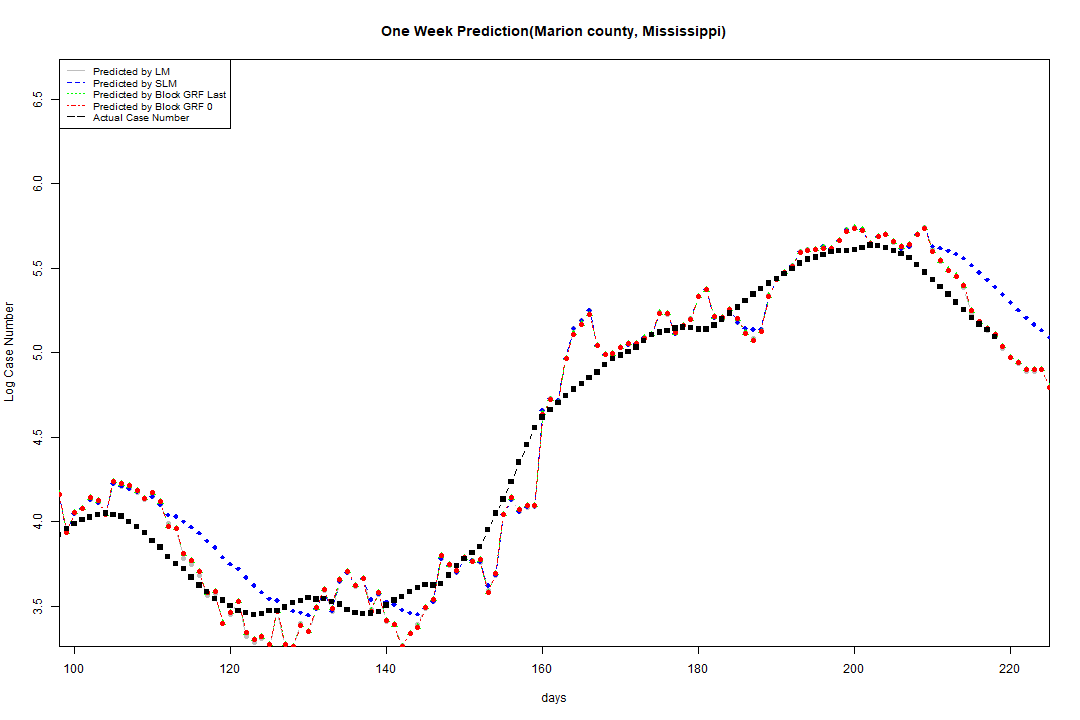 One Week Prediction(Marion county, Mississippi)
Predicted by LM
Predicted by SLM
Predicted by Block GRF Last
Predicted by Block GRF 0
Actual Case Number
6.5
6.0
5.5
5.0
4.5
4.0
3.5
Log Case Number
100 120 140 160 180 200 220
days